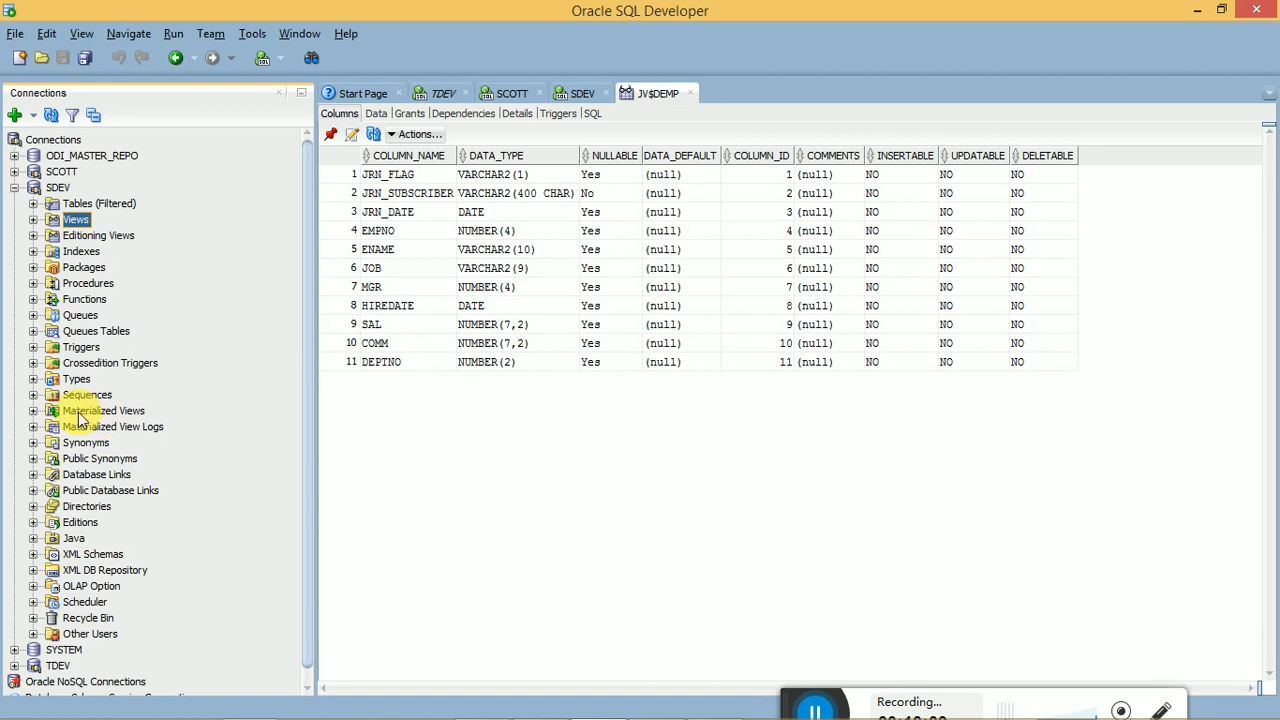 Oracle SQL Developer
File Edit View Navigate Run Team Tools Window Help
Connections
Start Page TDEV SCOTT SDEV JV$DEMP
Columns Data Grants Dependencies Details Triggers SQL
Actions...
Connections
ODI_MASTER_REPO
SCOTT
SDEV
Tables (Filtered)
Views
Editioning Views
Indexes
Packages
Procedures
Functions
Queues
Queues Tables
Triggers
Crossedition Triggers
Types
Sequences
Materialized Views
Materialized View Logs
Synonyms
Public Synonyms
Database Links
Public Database Links
Directories
Editions
Java
XML Schemas
XML DB Repository
OLAP Option
Scheduler
Recycle Bin
Other Users
SYSTEM
TDEV
Oracle NoSQL Connections
COLUMN_NAME DATA_TYPE NULLABLE DATA_DEFAULT COLUMN_ID COMMENTS INSERTABLE UPDATABLE DELETABLE
1 JRN_FLAG VARCHAR2(1) Yes (null) 1 (null) NO NO NO
2 JRN_SUBSCRIBER VARCHAR2(400 CHAR) No (null) 2 (null) NO NO NO
3 JRN_DATE DATE Yes (null) 3 (null) NO NO NO
4 EMPNO NUMBER(4) Yes (null) 4 (null) NO NO NO
5 ENAME VARCHAR2(10) Yes (null) 5 (null) NO NO NO
6 JOB VARCHAR2(9) Yes (null) 6 (null) NO NO NO
7 MGR NUMBER(4) Yes (null) 7 (null) NO NO NO
8 HIREDATE DATE Yes (null) 8 (null) NO NO NO
9 SAL NUMBER(7,2) Yes (null) 9 (null) NO NO NO
10 COMM NUMBER(7,2) Yes (null) 10 (null) NO NO NO
11 DEPTNO NUMBER(2) Yes (null) 11 (null) NO NO NO
Recording...